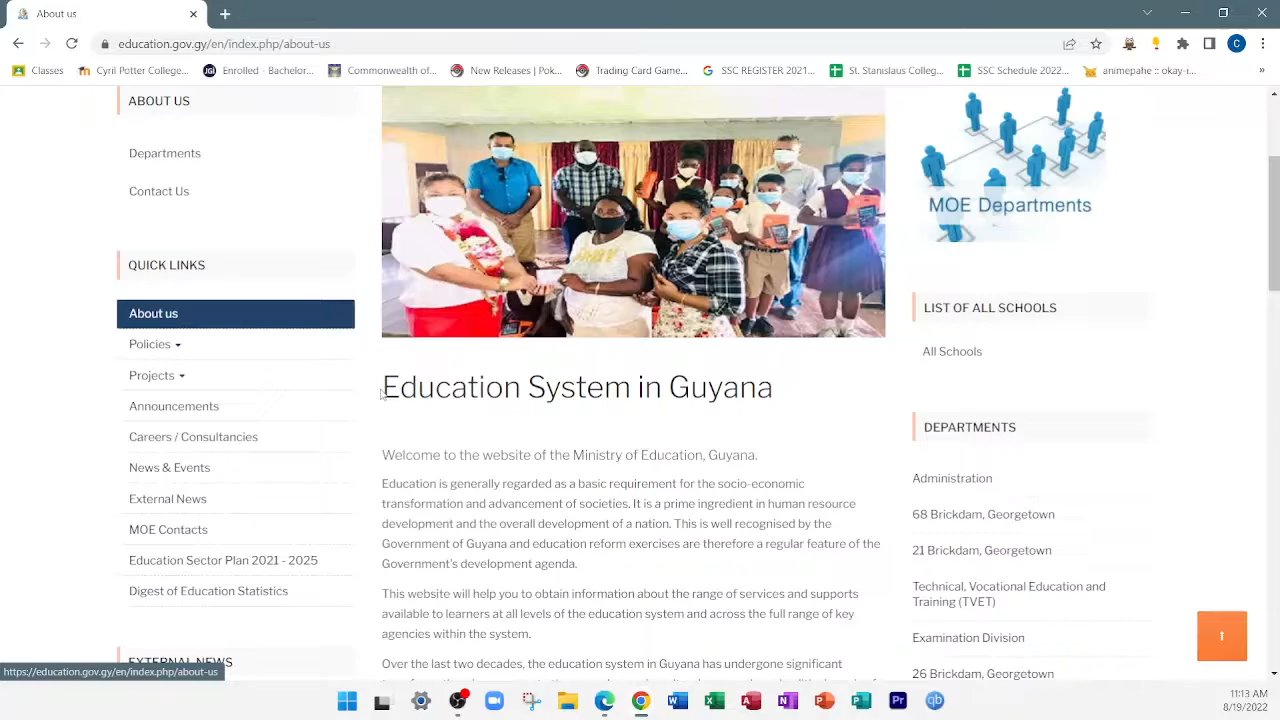 About us
education.gov.gy/en/index.php/about-us
Classes
Cyril Potter College...
Enrolled - Bachelor...
Commonwealth of...
New Releases | Pok...
Trading Card Game...
SSC REGISTER 2021...
St. Stanislaus Colleg...
SSC Schedule 2022...
animepahe :: okay-i...
ABOUT US
Departments
Contact Us
QUICK LINKS
About us
Policies
Projects
Announcements
Careers / Consultancies
News & Events
External News
MOE Contacts
Education Sector Plan 2021 - 2025
Digest of Education Statistics
EXTERNAL NEWS
https://education.gov.gy/en/index.php/about-us
Education System in Guyana
Welcome to the website of the Ministry of Education, Guyana.
Education is generally regarded as a basic requirement for the socio-economic
transformation and advancement of societies. It is a prime ingredient in human resource
development and the overall development of a nation. This is well recognised by the
Government of Guyana and education reform exercises are therefore a regular feature of the
Government's development agenda.
This website will help you to obtain information about the range of services and supports
available to learners at all levels of the education system and across the full range of key
agencies within the system.
Over the last two decades, the education system in Guyana has undergone significant
MOE Departments
LIST OF ALL SCHOOLS
All Schools
DEPARTMENTS
Administration
68 Brickdam, Georgetown
21 Brickdam, Georgetown
Technical, Vocational Education and
Training (TVET)
Examination Division
26 Brickdam, Georgetown
11:13 AM
8/19/2022